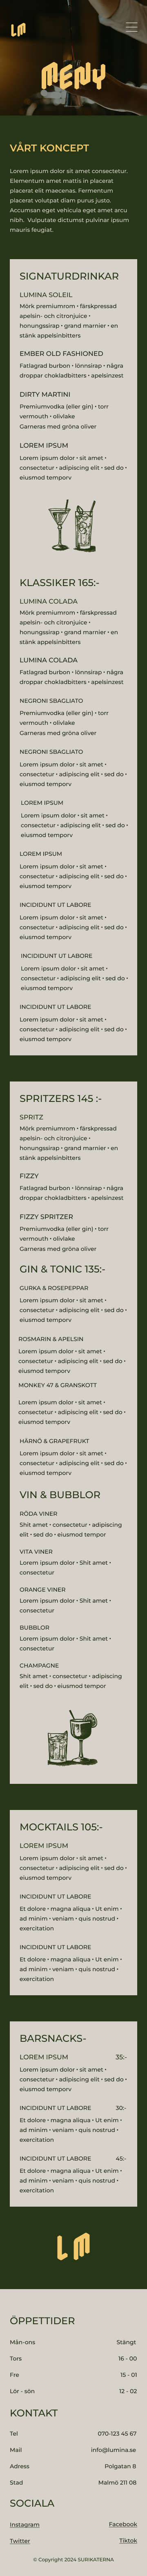 LM
MENY
VÅRT KONCEPT
Lorem ipsum dolor sit amet consectetur.
Elementum amet mattis in placerat
placerat elit maecenas. Fermentum
placerat volutpat diam purus justo.
Accumsan eget vehicula eget amet arcu
nibh. Vulputate dictumst pulvinar ipsum
mauris feugiat.
SIGNATURDRINKAR
LUMINA SOLEIL
Mörk premiumrom • färskpressad
apelsin- och citronjuice •
honungssirap • grand marnier • en
stänk appelsinbitters
EMBER OLD FASHIONED
Fatlagrad burbon • lönnsirap • några
droppar chokladbitters • apelsinzest
DIRTY MARTINI
Premiumvodka (eller gin) • torr
vermouth • olivlake
Garneras med gröna oliver
LOREM IPSUM
Lorem ipsum dolor • sit amet •
consectetur • adipiscing elit • sed do •
eiusmod temporv
KLASSIKER 165:-
LUMINA COLADA
Mörk premiumrom • färskpressad
apelsin- och citronjuice •
honungssirap • grand marnier • en
stänk appelsinbitters
LUMINA COLADA
Fatlagrad burbon • lönnsirap • några
droppar chokladbitters • apelsinzest
NEGRONI SBAGLIATO
Premiumvodka (eller gin) • torr
vermouth • olivlake
Garneras med gröna oliver
NEGRONI SBAGLIATO
Lorem ipsum dolor • sit amet •
consectetur • adipiscing elit • sed do •
eiusmod temporv
LOREM IPSUM
Lorem ipsum dolor • sit amet •
consectetur • adipiscing elit • sed do •
eiusmod temporv
LOREM IPSUM
Lorem ipsum dolor • sit amet •
consectetur • adipiscing elit • sed do •
eiusmod temporv
INCIDIDUNT UT LABORE
Lorem ipsum dolor • sit amet •
consectetur • adipiscing elit • sed do •
eiusmod temporv
INCIDIDUNT UT LABORE
Lorem ipsum dolor • sit amet •
consectetur • adipiscing elit • sed do •
eiusmod temporv
INCIDIDUNT UT LABORE
Lorem ipsum dolor • sit amet •
consectetur • adipiscing elit • sed do •
eiusmod temporv
SPRITZERS 145 :-
SPRITZ
Mörk premiumrom • färskpressad
apelsin- och citronjuice •
honungssirap • grand marnier • en
stänk appelsinbitters
FIZZY
Fatlagrad burbon • lönnsirap • några
droppar chokladbitters • apelsinzest
FIZZY SPRITZER
Premiumvodka (eller gin) • torr
vermouth • olivlake
Garneras med gröna oliver
GIN & TONIC 135:-
GURKA & ROSEPEPPAR
Lorem ipsum dolor • sit amet •
consectetur • adipiscing elit • sed do •
eiusmod temporv
ROSMARIN & APELSIN
Lorem ipsum dolor • sit amet •
consectetur • adipiscing elit • sed do •
eiusmod temporv
MONKEY 47 & GRANSKOTT
Lorem ipsum dolor • sit amet •
consectetur • adipiscing elit • sed do •
eiusmod temporv
HÄRNÖ & GRAPEFRUKT
Lorem ipsum dolor • sit amet •
consectetur • adipiscing elit • sed do •
eiusmod temporv
VIN & BUBBLOR
RÖDA VINER
Shit amet • consectetur • adipiscing
elit • sed do • eiusmod tempor
VITA VINER
Lorem ipsum dolor • Shit amet •
consectetur
ORANGE VINER
Lorem ipsum dolor • Shit amet •
consectetur
BUBBLOR
Lorem ipsum dolor • Shit amet •
consectetur
CHAMPAGNE
Shit amet • consectetur • adipiscing
elit • sed do • eiusmod tempor
MOCKTAILS 105:-
LOREM IPSUM
Lorem ipsum dolor • sit amet •
consectetur • adipiscing elit • sed do •
eiusmod temporv
INCIDIDUNT UT LABORE
Et dolore • magna aliqua • Ut enim •
ad minim • veniam • quis nostrud •
exercitation
INCIDIDUNT UT LABORE
Et dolore • magna aliqua • Ut enim •
ad minim • veniam • quis nostrud •
exercitation
BARSNACKS-
LOREM IPSUM 35:-
Lorem ipsum dolor • sit amet •
consectetur • adipiscing elit • sed do •
eiusmod temporv
INCIDIDUNT UT LABORE 30:-
Et dolore • magna aliqua • Ut enim •
ad minim • veniam • quis nostrud •
exercitation
INCIDIDUNT UT LABORE 45:-
Et dolore • magna aliqua • Ut enim •
ad minim • veniam • quis nostrud •
exercitation
LM
ÖPPETTIDER
Mån-ons Stängt
Tors 16 - 00
Fre 15 - 01
Lör - sön 12 - 02
KONTAKT
Tel 070-123 45 67
Mail info@lumina.se
Adress Polgatan 8
Stad Malmö 211 08
SOCIALA
Instagram Facebook
Twitter Tiktok
© Copyright 2024 SURIKATERNA